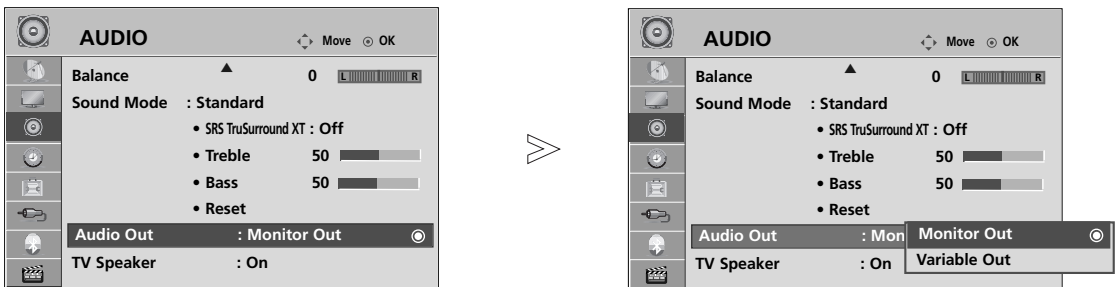 AUDIO Move OK
Balance 0 L R
Sound Mode : Standard
• SRS TruSurround XT : Off
• Treble 50
• Bass 50
• Reset
Audio Out : Monitor Out
TV Speaker : On
AUDIO Move OK
Balance 0 L R
Sound Mode : Standard
• SRS TruSurround XT : Off
• Treble 50
• Bass 50
• Reset
Audio Out : Mon
Monitor Out
TV Speaker : On
Variable Out